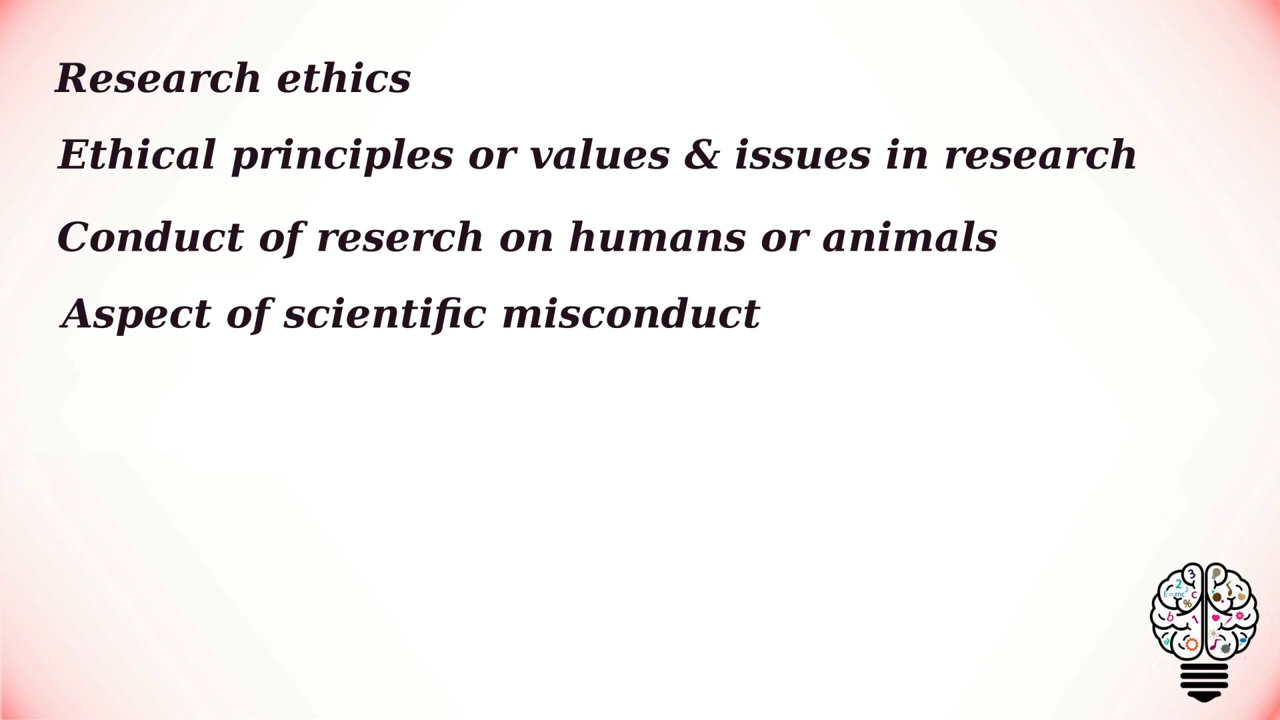 Research ethics
Ethical principles or values & issues in research
Conduct of reserch on humans or animals
Aspect of scientific misconduct